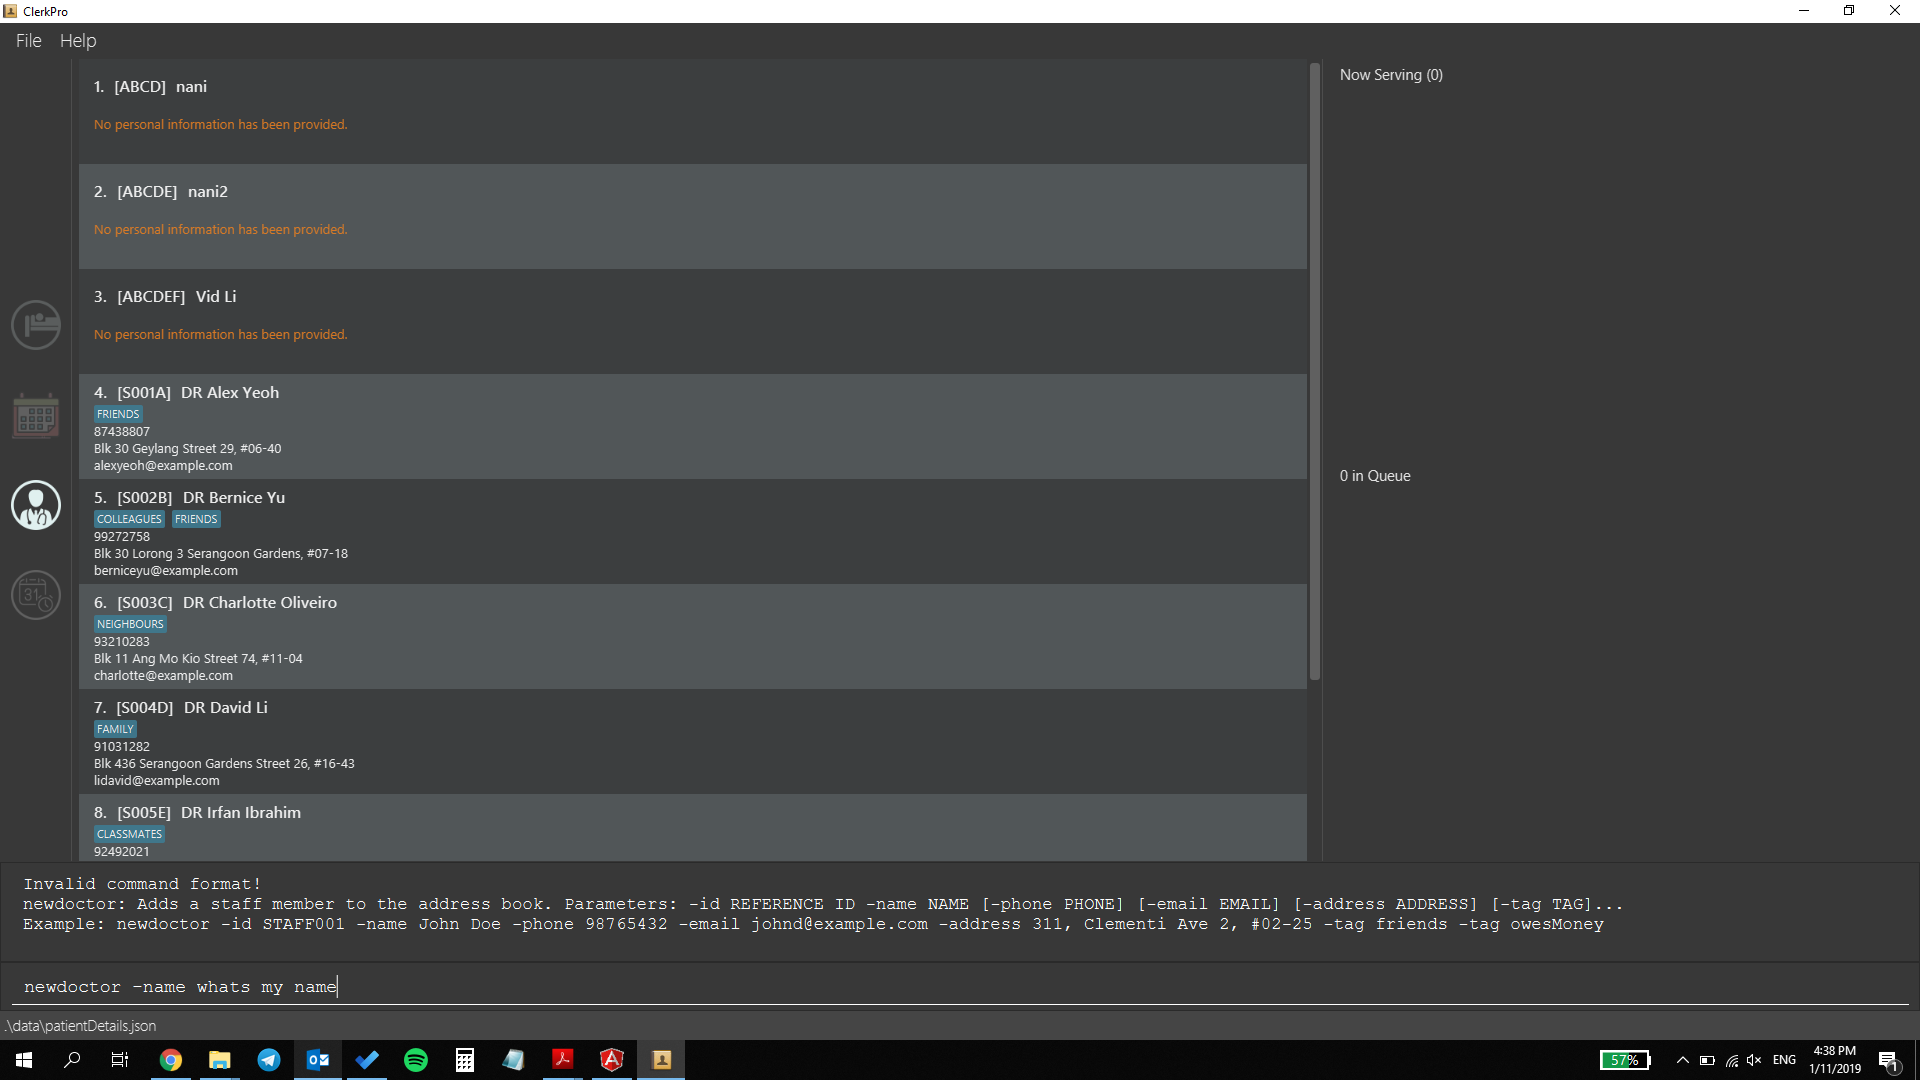 ClerkPro
File Help
1. [ABCD] nani
No personal information has been provided.
2. [ABCDE] nani2
No personal information has been provided.
3. [ABCDEF] Vid Li
No personal information has been provided.
4. [S001A] DR Alex Yeoh
FRIENDS
87438807
Blk 30 Geylang Street 29, #06-40
alexyeoh@example.com
5. [S002B] DR Bernice Yu
COLLEAGUES FRIENDS
99272758
Blk 30 Lorong 3 Serangoon Gardens, #07-18
berniceyu@example.com
6. [S003C] DR Charlotte Oliveiro
NEIGHBOURS
93210283
Blk 11 Ang Mo Kio Street 74, #11-04
charlotte@example.com
7. [S004D] DR David Li
FAMILY
91031282
Blk 436 Serangoon Gardens Street 26, #16-43
lidavid@example.com
8. [S005E] DR Irfan Ibrahim
CLASSMATES
92492021
Now Serving (0)
0 in Queue
31
Invalid command format!
newdoctor: Adds a staff member to the address book. Parameters: -id REFERENCE ID -name NAME [-phone PHONE] [-email EMAIL] [-address ADDRESS] [-tag TAG]...
Example: newdoctor -id STAFF001 -name John Doe -phone 98765432 -email johnd@example.com -address 311, Clementi Ave 2, #02-25 -tag friends -tag owesMoney
newdoctor -name whats my name
.\data\patientDetails.json
57%
ENG
4:38 PM
1/11/2019
1